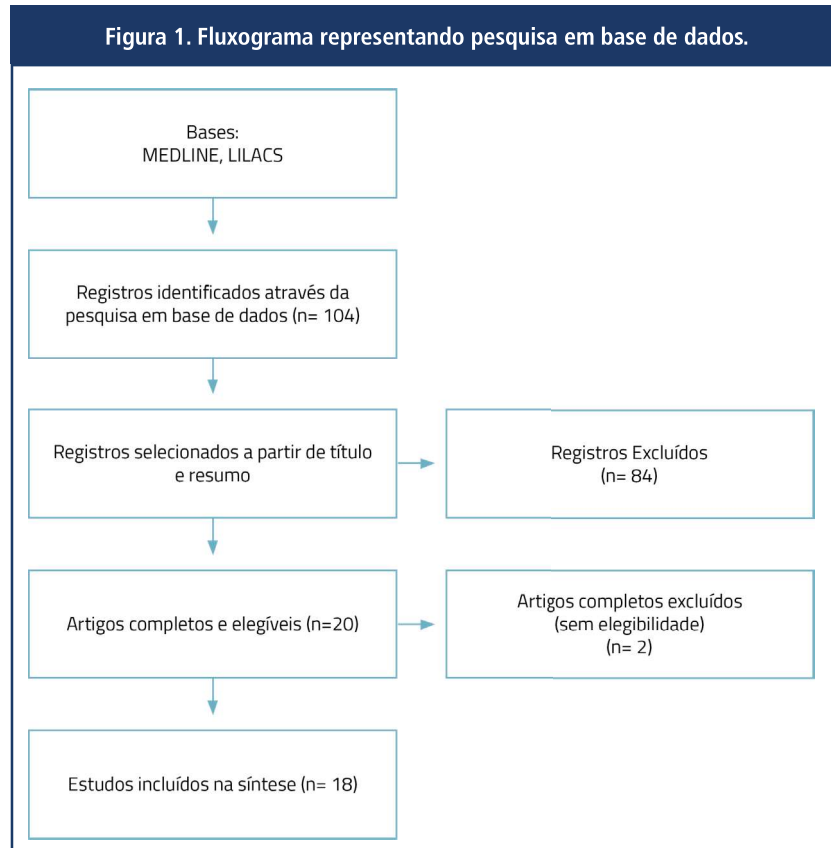 Figura 1. Fluxograma representando pesquisa em base de dados.
Bases:
MEDLINE, LILACS
Registros identificados através da
pesquisa em base de dados (n= 104)
Registros selecionados a partir de título
e resumo
Registros Excluídos
(n= 84)
Artigos completos e elegíveis (n=20)
Artigos completos excluídos
(sem elegibilidade)
(n= 2)
Estudos incluídos na síntese (n= 18)